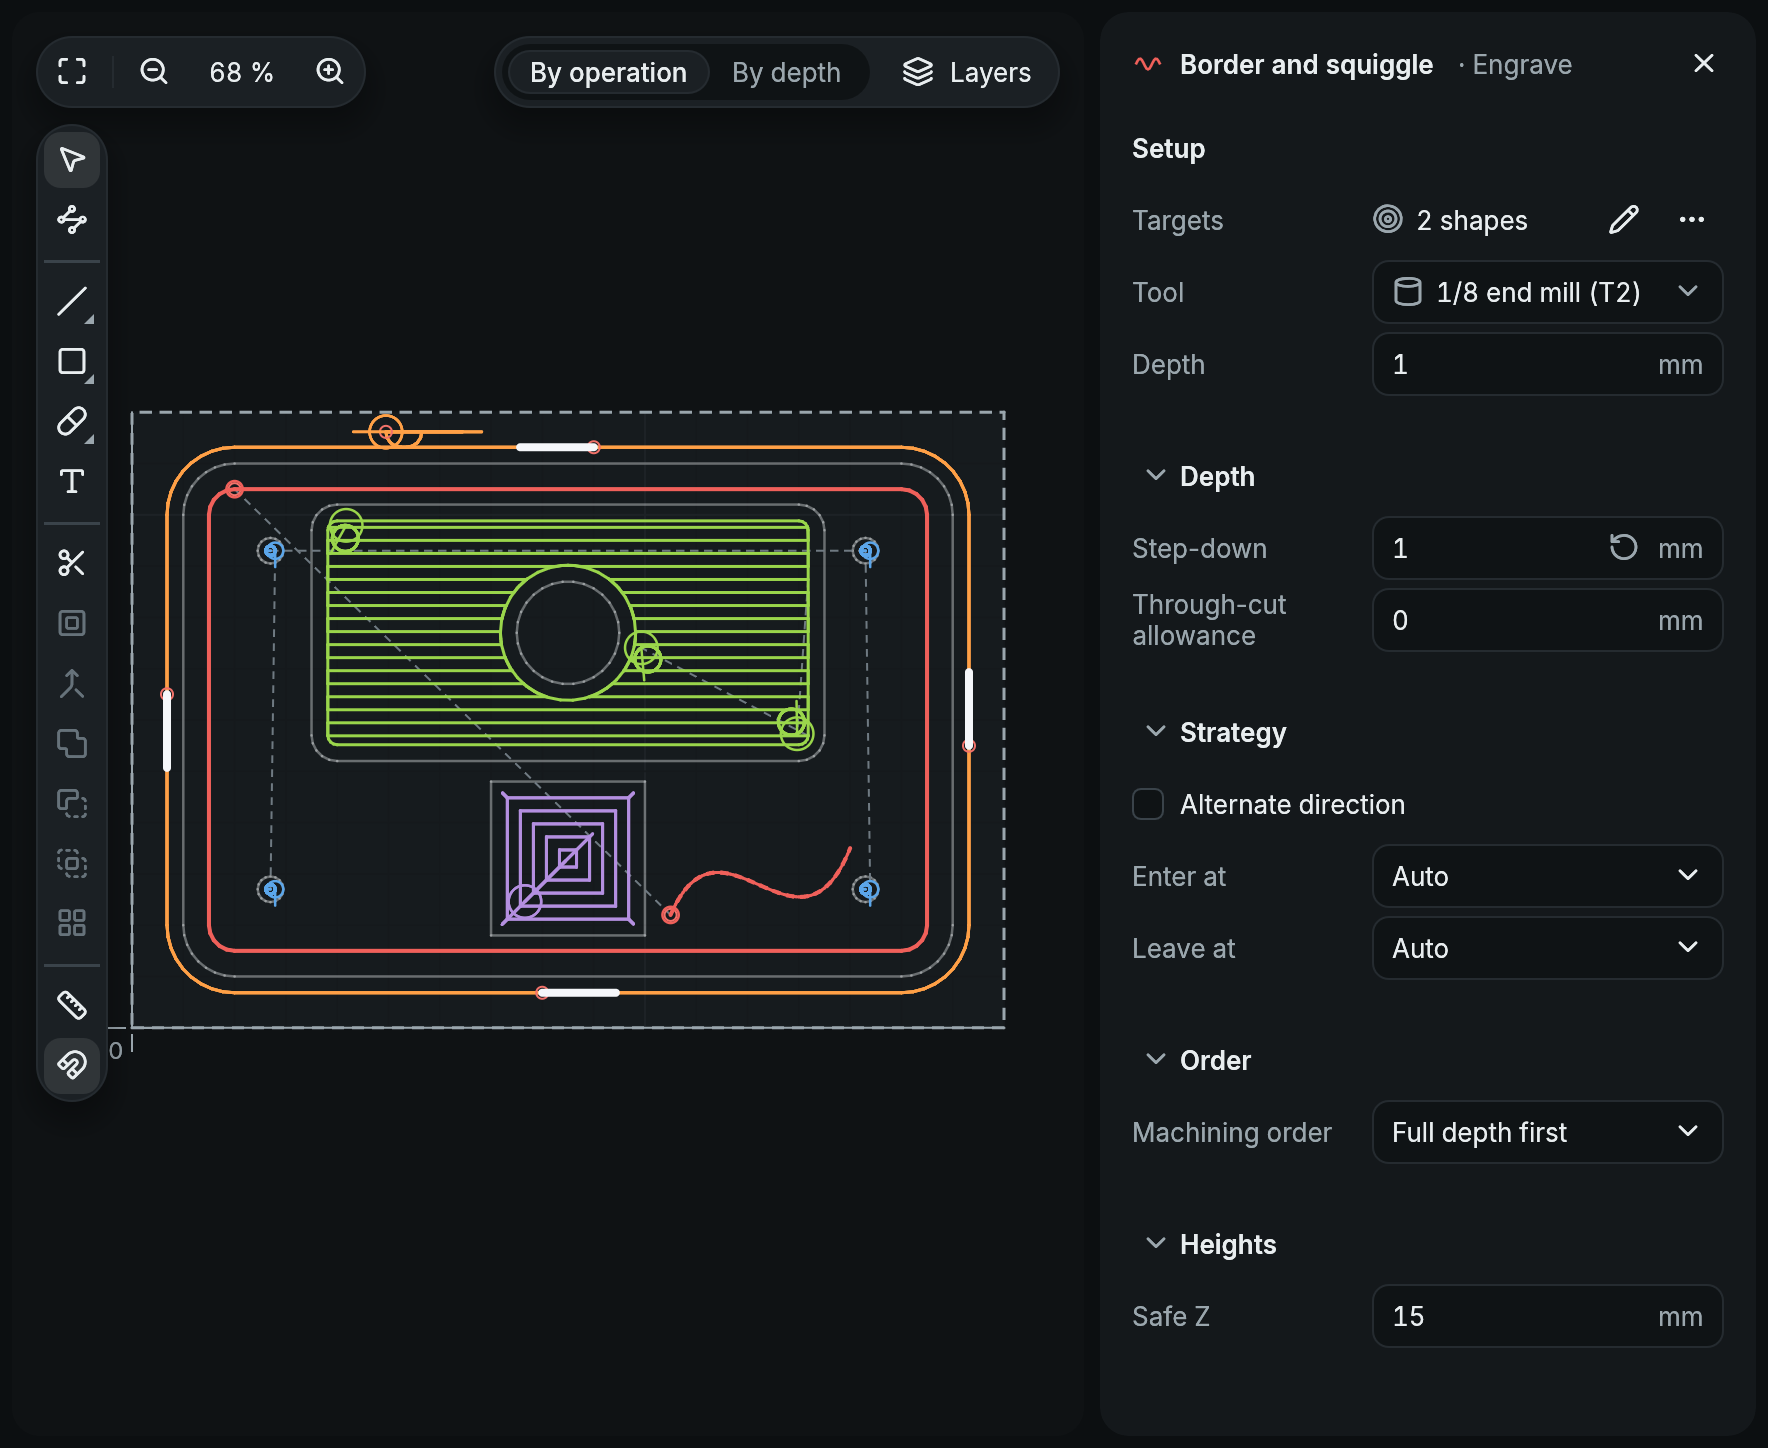 68 %
By operation
By depth
Layers
0
Border and squiggle · Engrave
Setup
Targets
2 shapes
Tool
1/8 end mill (T2)
Depth
1 mm
Depth
Step-down
1 mm
Through-cut
allowance
0 mm
Strategy
Alternate direction
Enter at
Auto
Leave at
Auto
Order
Machining order
Full depth first
Heights
Safe Z
15 mm